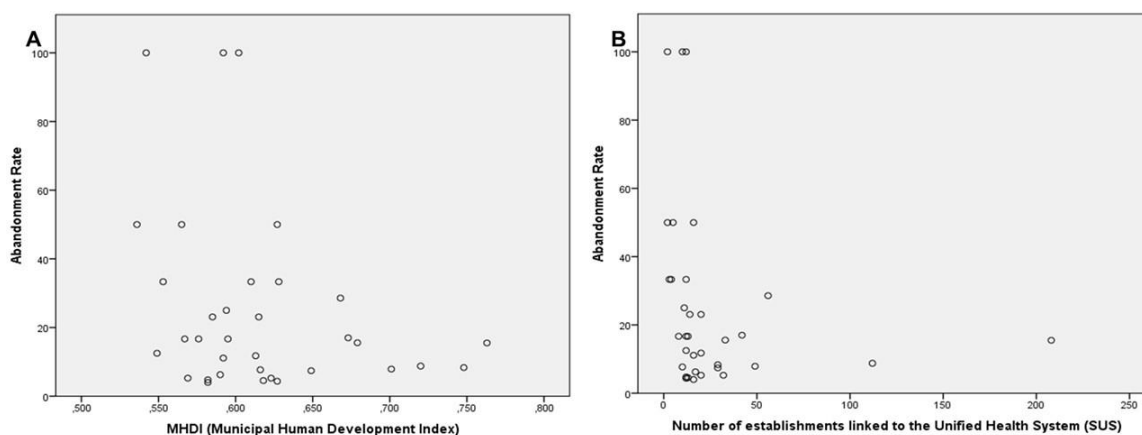 A
100
80
60
40
20
0
Abandonment Rate
,500 ,550 ,600 ,650 ,700 ,750 ,800
MHDI (Municipal Human Development Index)
B
100
80
60
40
20
0
Abandonment Rate
0 50 100 150 200 250
Number of establishments linked to the Unified Health System (SUS)